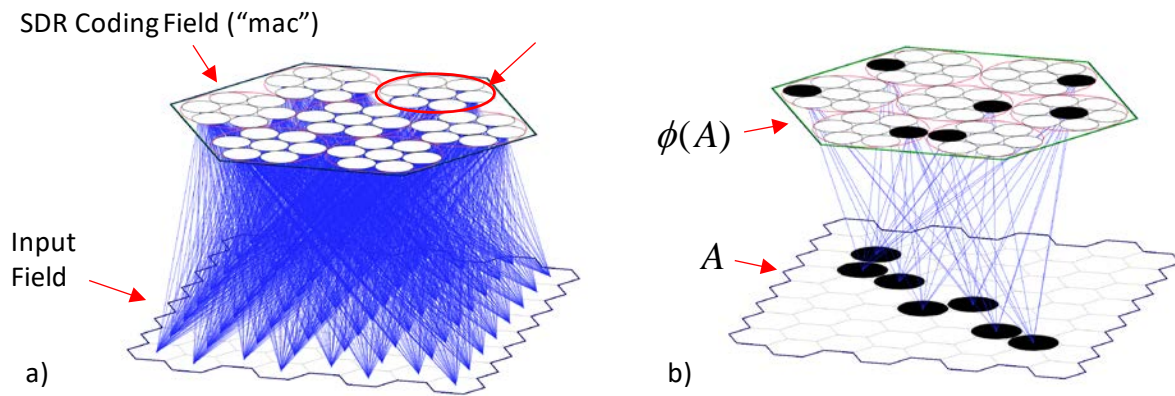 SDR Coding Field (“mac”)
Input
Field
a)
ϕ(A)
A
b)